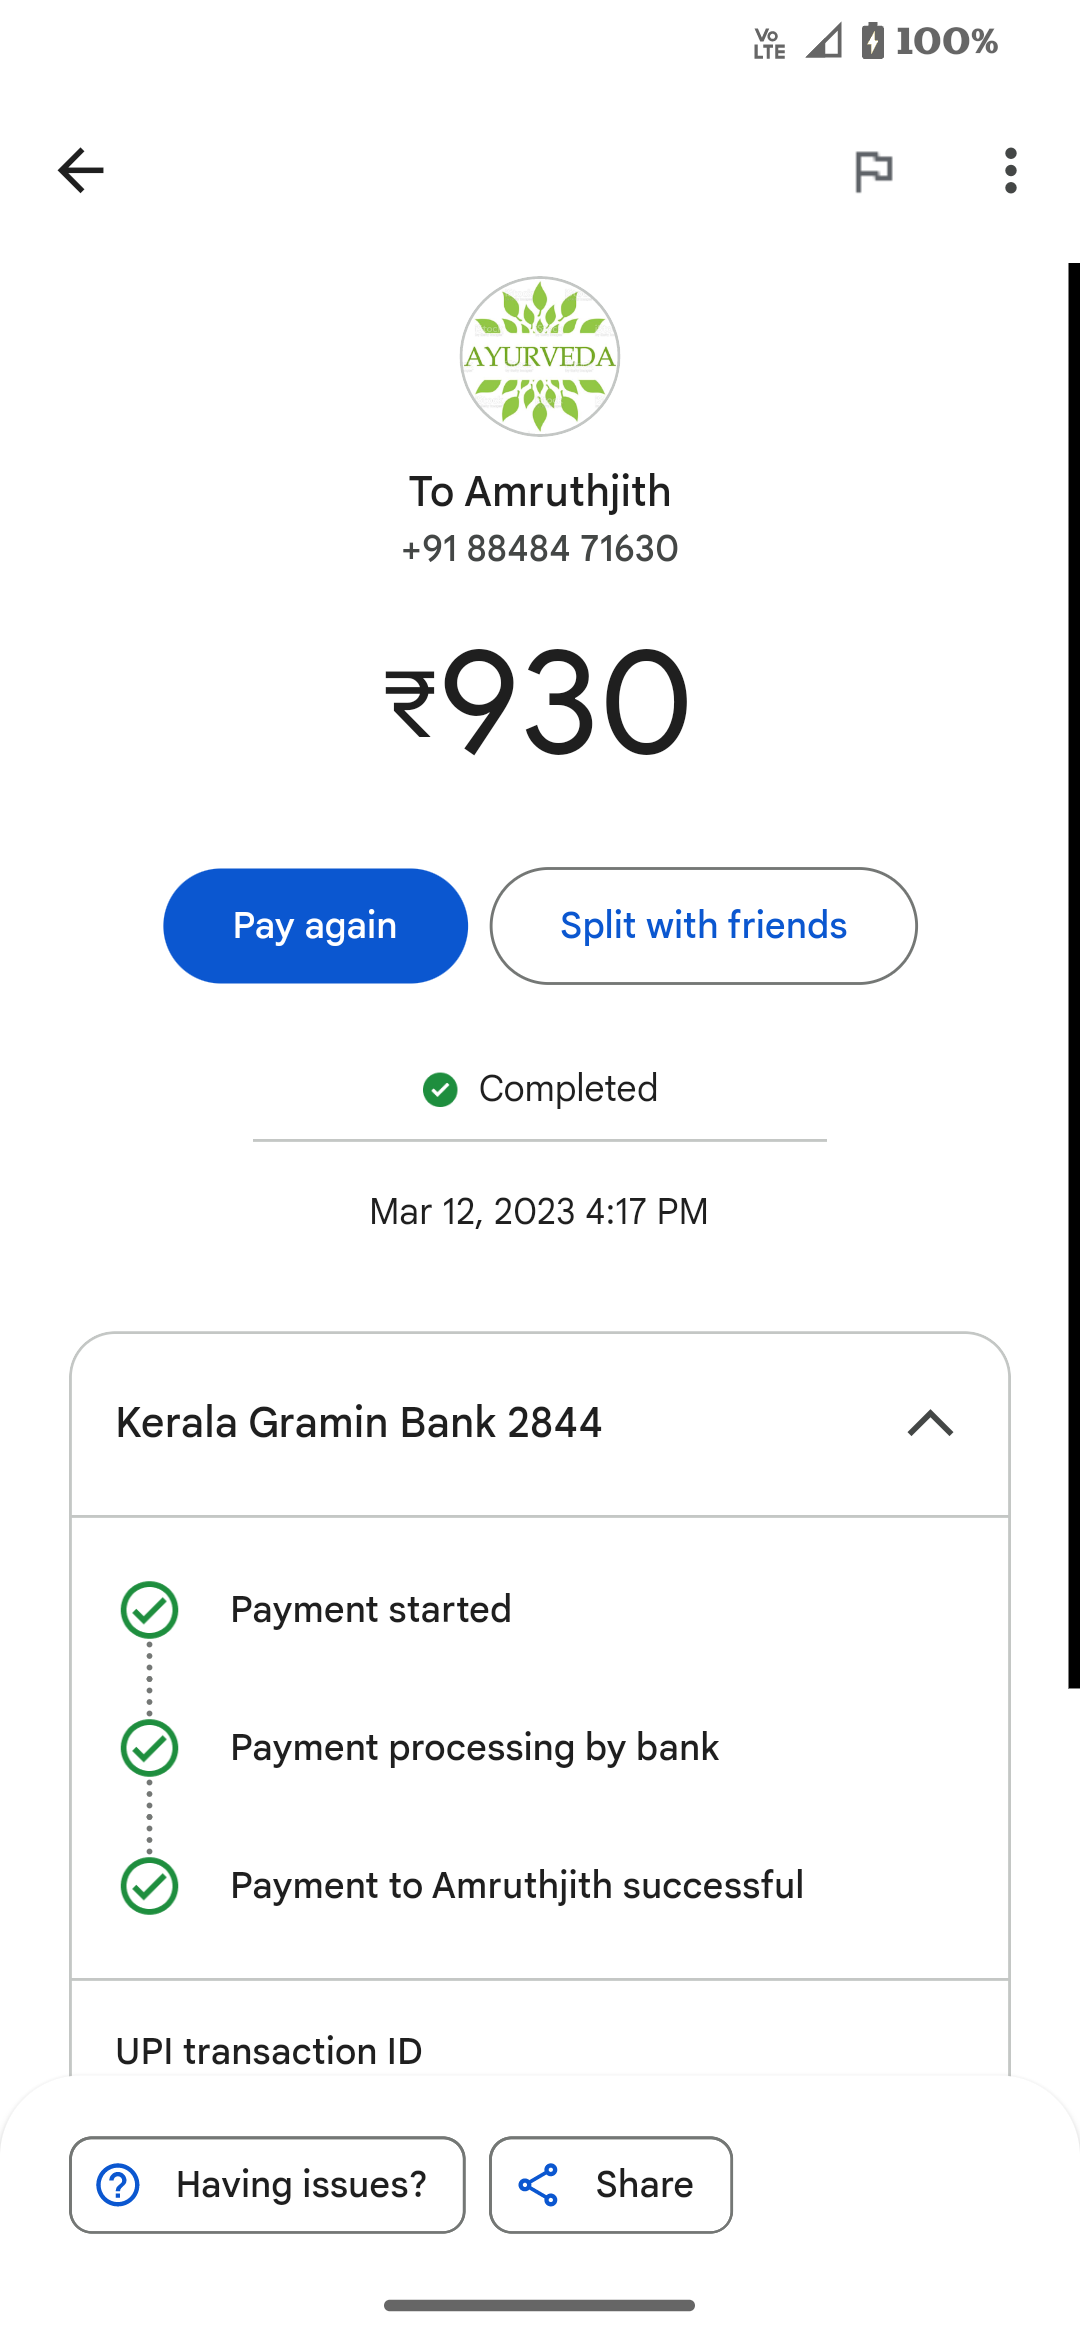 Vo
LTE
100%
AYURVEDA
To Amruthjith
+91 88484 71630
₹930
Pay again
Split with friends
Completed
Mar 12, 2023 4:17 PM
Kerala Gramin Bank 2844
Payment started
Payment processing by bank
Payment to Amruthjith successful
UPI transaction ID
Having issues?
Share